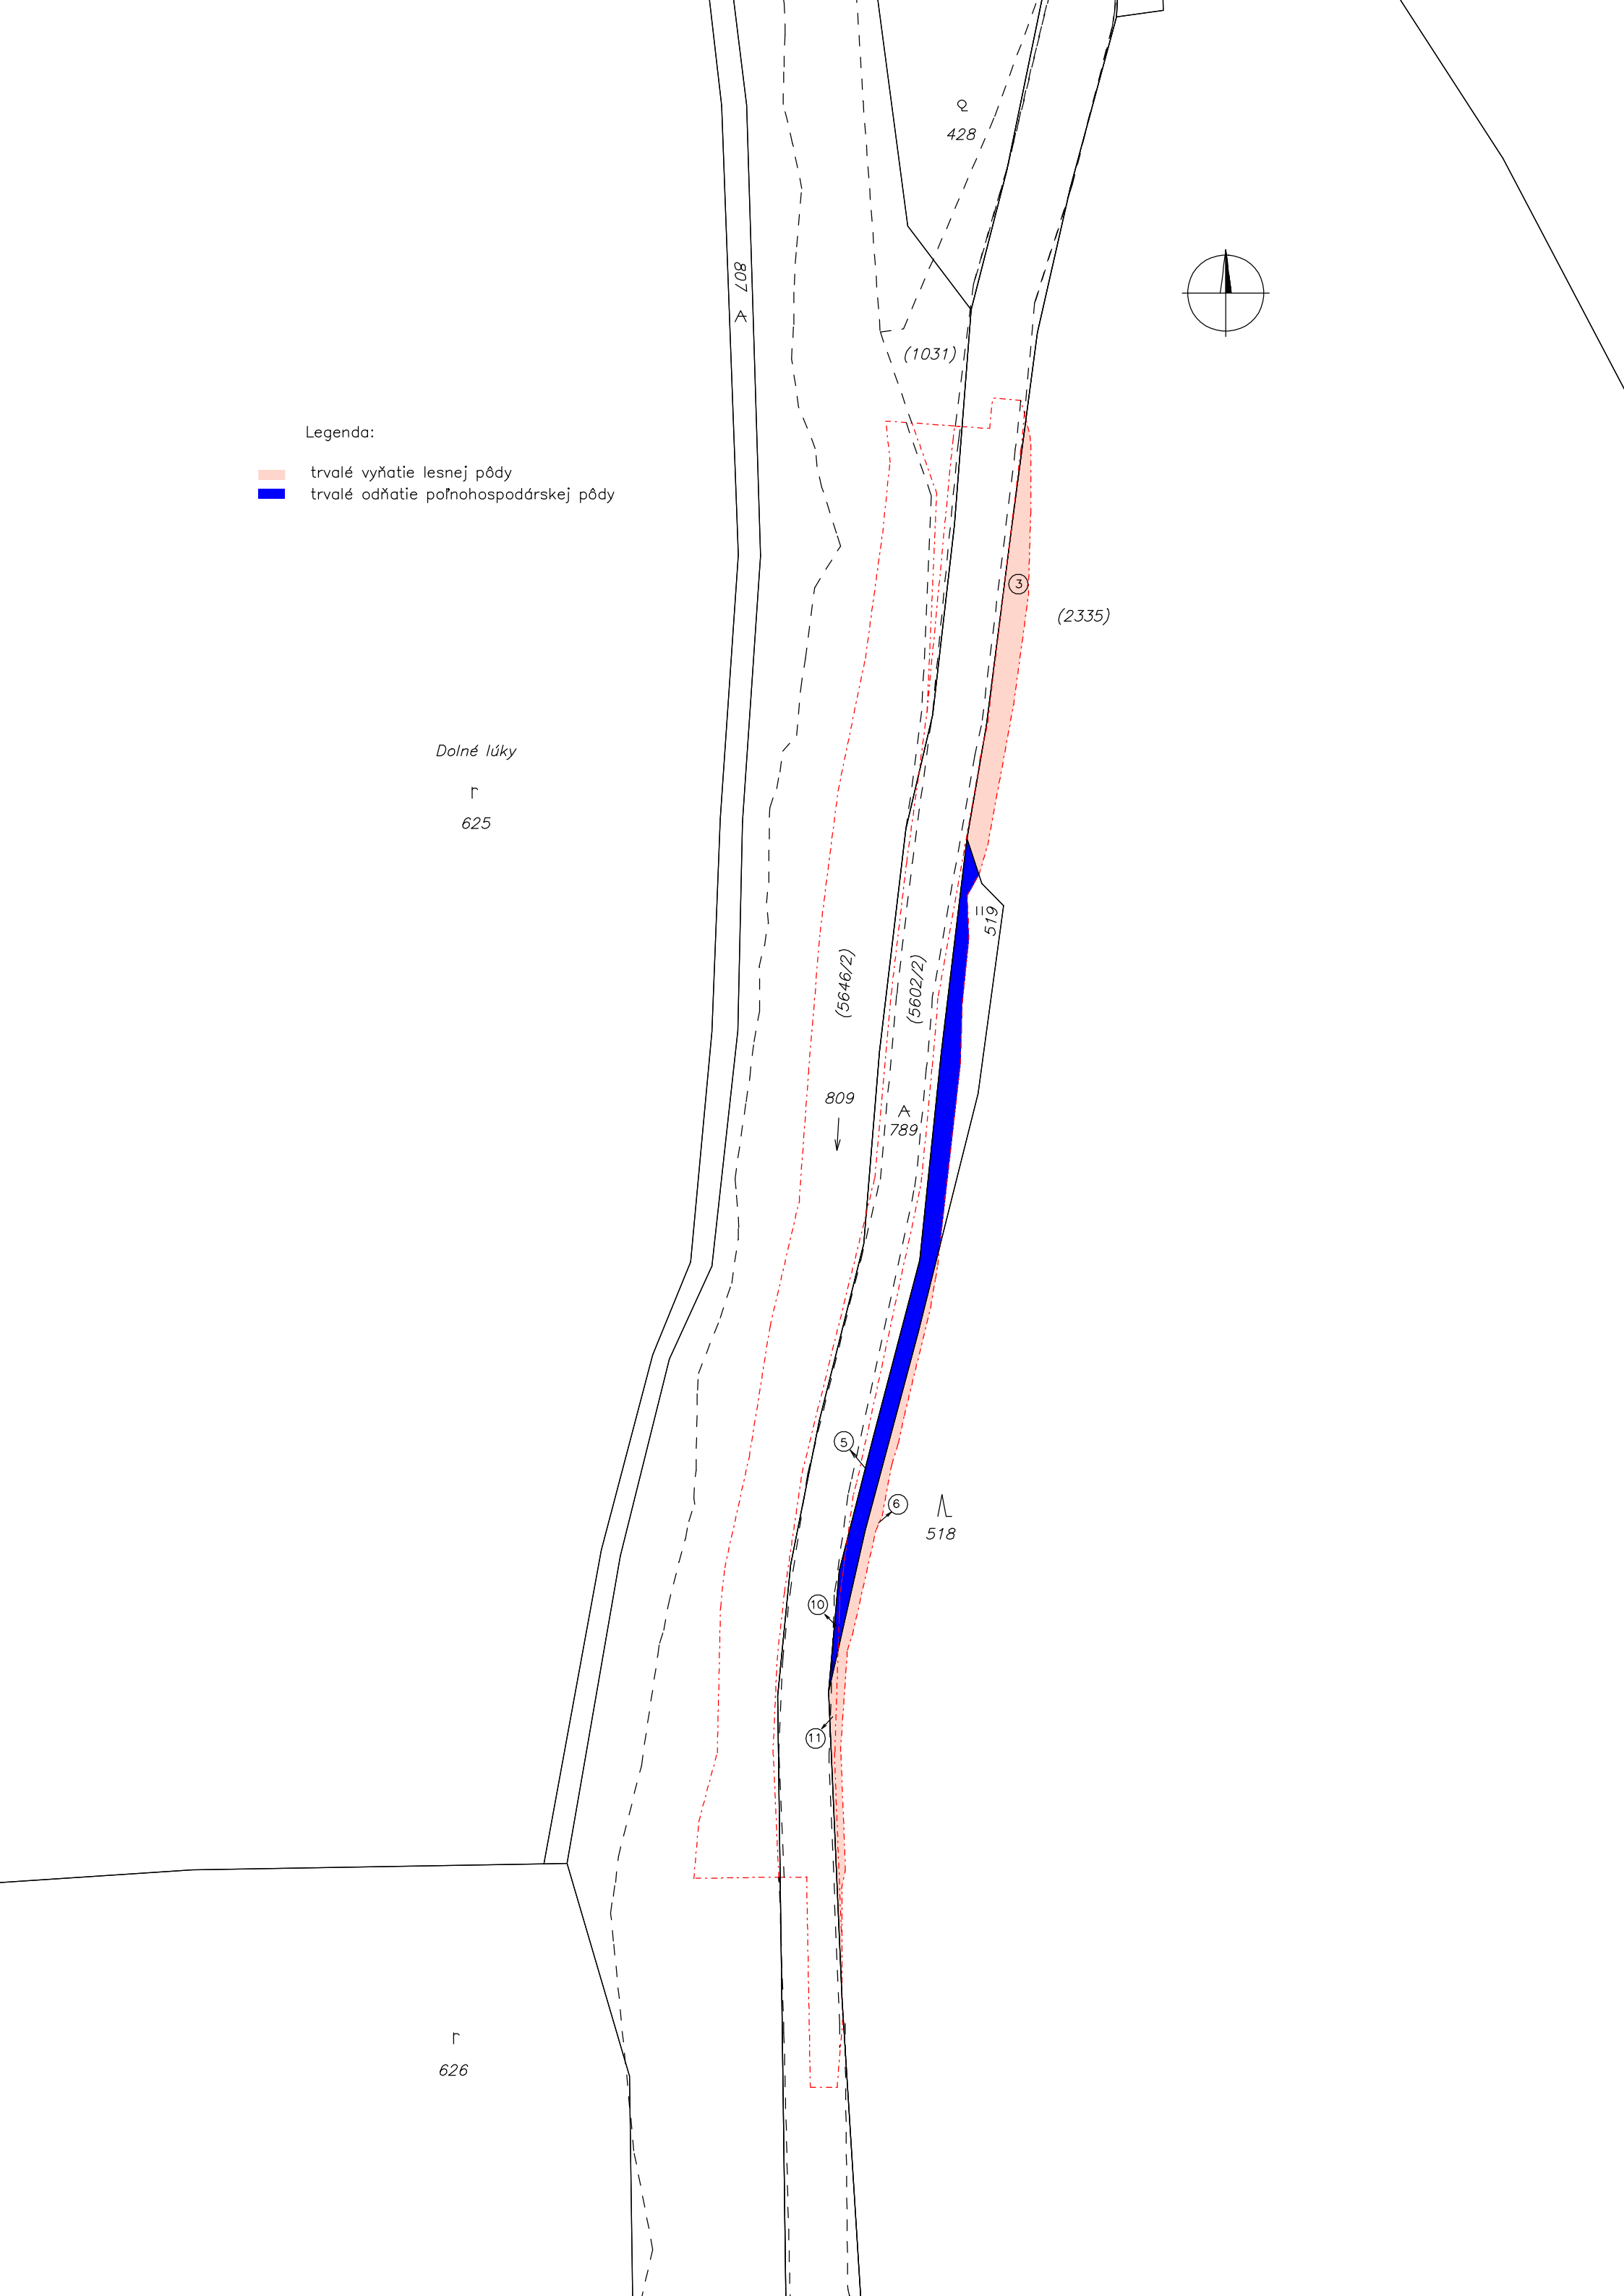 Q
428
807 A
(1031)
Legenda:
trvalé vyňatie lesnej pôdy
trvalé odňatie poľnohospodárskej pôdy
3
(2335)
Dolné lúky
r
625
519
(5646/2)
(5602/2)
809
A
789
5
6
518
10
11
r
626